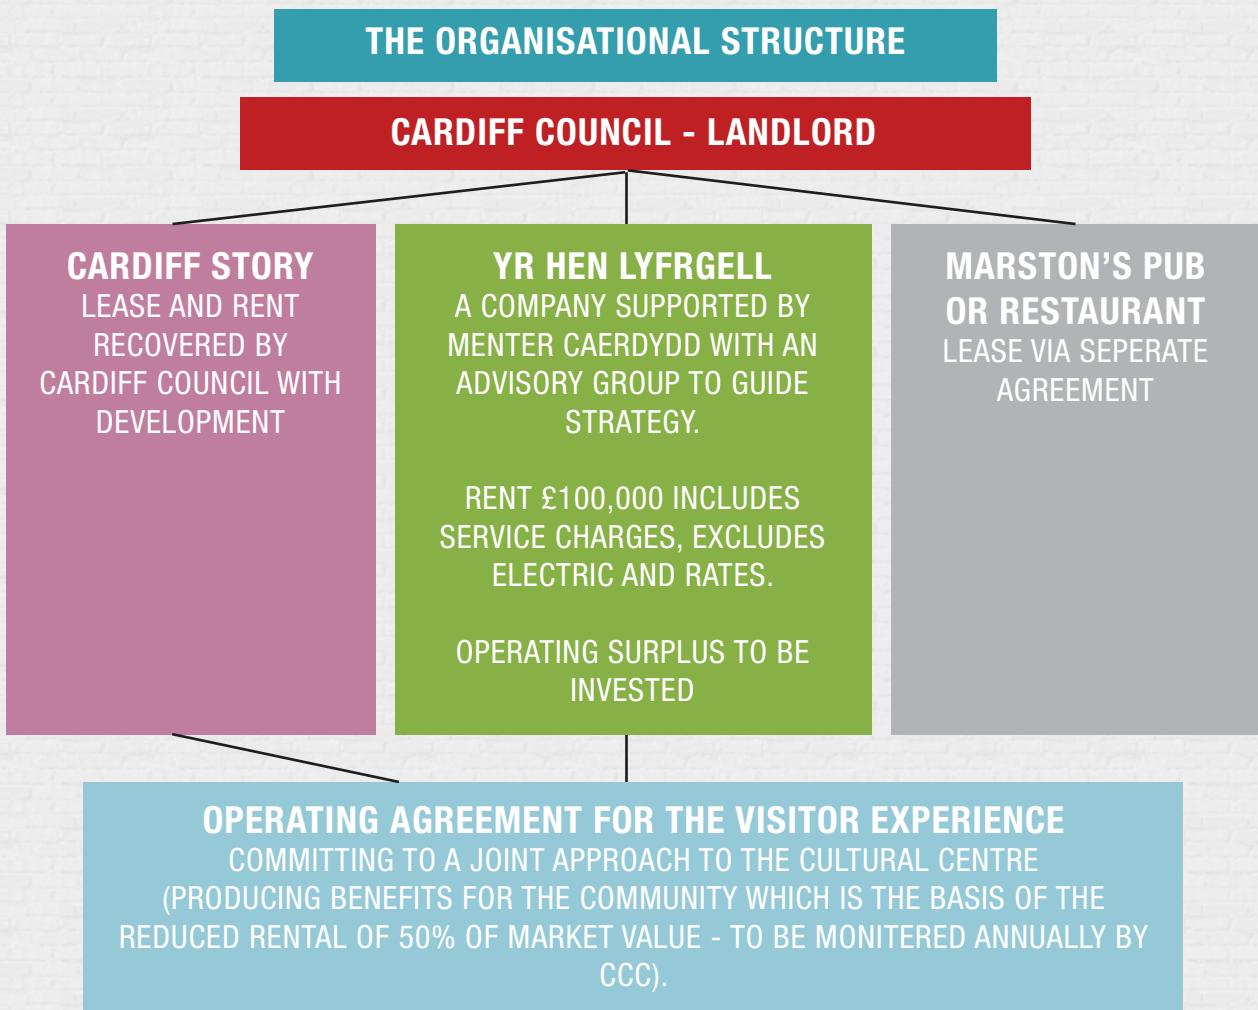 THE ORGANISATIONAL STRUCTURE
CARDIFF COUNCIL - LANDLORD
CARDIFF STORY
LEASE AND RENT
RECOVERED BY
CARDIFF COUNCIL WITH
DEVELOPMENT
YR HEN LYFRGELL
A COMPANY SUPPORTED BY
MENTER CAERDYDD WITH AN
ADVISORY GROUP TO GUIDE
STRATEGY.
RENT £100,000 INCLUDES
SERVICE CHARGES, EXCLUDES
ELECTRIC AND RATES.
OPERATING SURPLUS TO BE
INVESTED
MARSTON'S PUB
OR RESTAURANT
LEASE VIA SEPERATE
AGREEMENT
OPERATING AGREEMENT FOR THE VISITOR EXPERIENCE
COMMITTING TO A JOINT APPROACH TO THE CULTURAL CENTRE
(PRODUCING BENEFITS FOR THE COMMUNITY WHICH IS THE BASIS OF THE
REDUCED RENTAL OF 50% OF MARKET VALUE - TO BE MONITERED ANNUALLY BY
CCC).